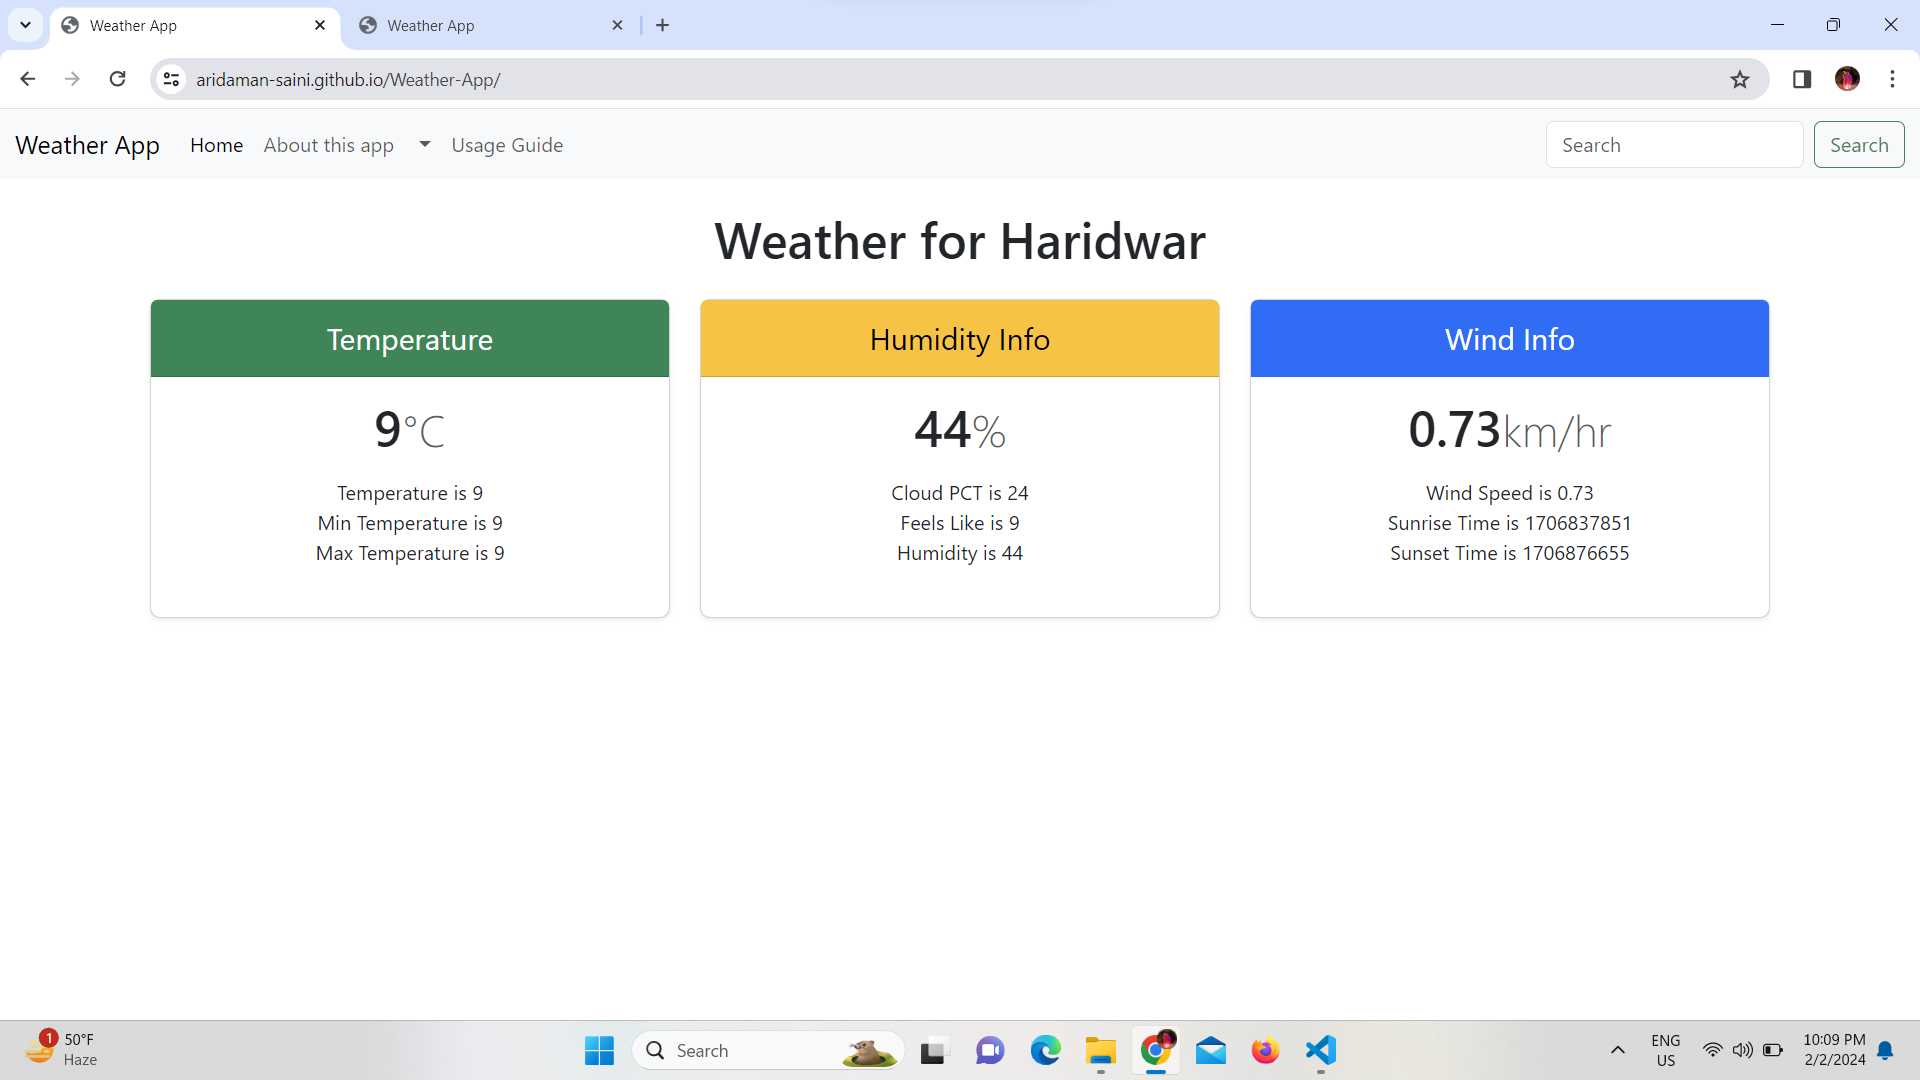 Weather App
Weather App
aridaman-saini.github.io/Weather-App/
Weather App Home About this app Usage Guide Search Search
Weather for Haridwar
Temperature
9°C
Temperature is 9
Min Temperature is 9
Max Temperature is 9
Humidity Info
44%
Cloud PCT is 24
Feels Like is 9
Humidity is 44
Wind Info
0.73km/hr
Wind Speed is 0.73
Sunrise Time is 1706837851
Sunset Time is 1706876655
1
50°F
Haze
Search
ENG
US
10:09 PM
2/2/2024